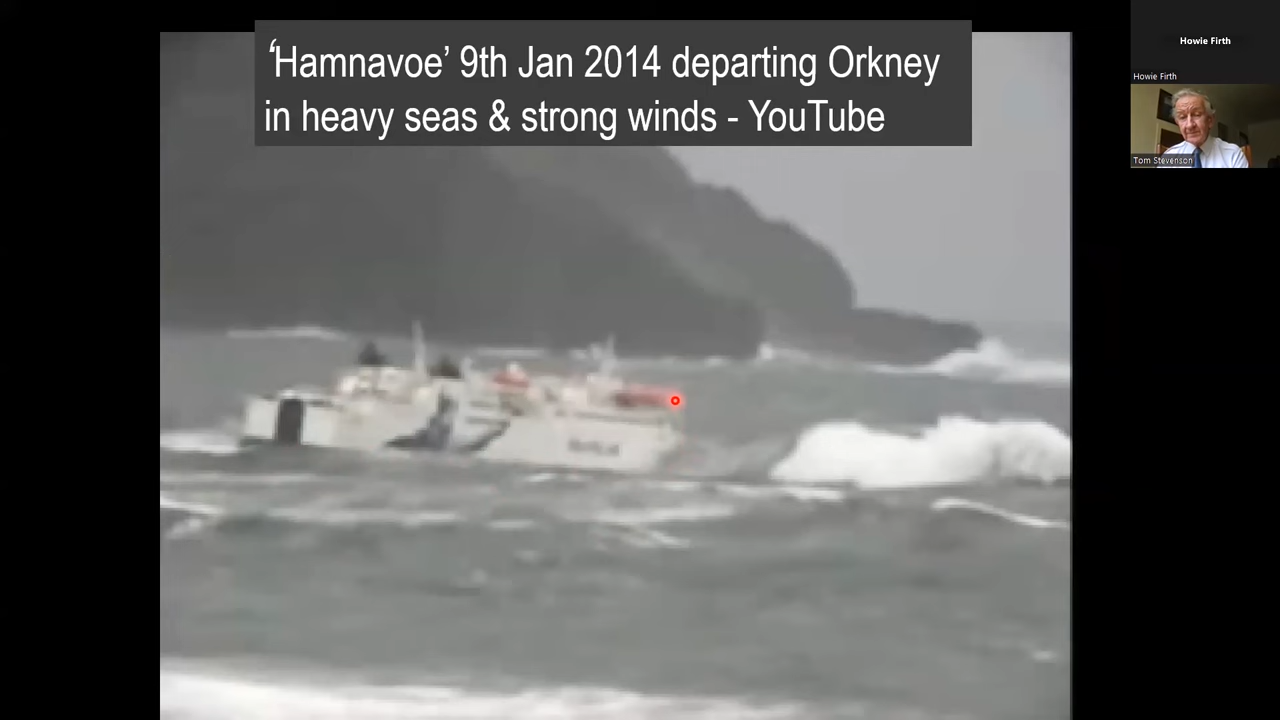 ‘Hamnavoe’ 9th Jan 2014 departing Orkney
in heavy seas & strong winds - YouTube
Howie Firth
Howie Firth
Tom Stevenson